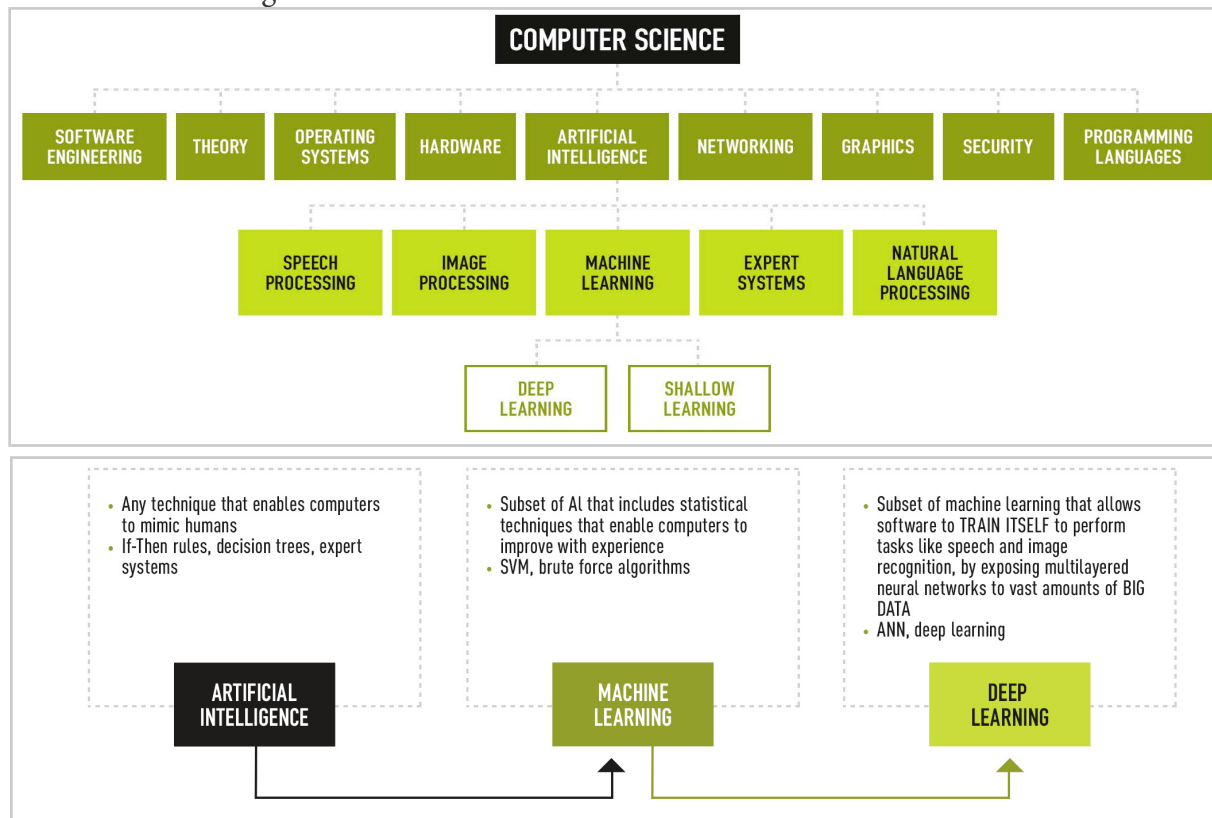 COMPUTER SCIENCE
SOFTWARE
ENGINEERING
THEORY
OPERATING
SYSTEMS
HARDWARE
ARTIFICIAL
INTELLIGENCE
NETWORKING
GRAPHICS
SECURITY
PROGRAMMING
LANGUAGES
SPEECH
PROCESSING
IMAGE
PROCESSING
MACHINE
LEARNING
EXPERT
SYSTEMS
NATURAL
LANGUAGE
PROCESSING
DEEP
LEARNING
SHALLOW
LEARNING
• Any technique that enables computers
to mimic humans
• If-Then rules, decision trees, expert
systems
ARTIFICIAL
INTELLIGENCE
• Subset of AI that includes statistical
techniques that enable computers to
improve with experience
• SVM, brute force algorithms
MACHINE
LEARNING
• Subset of machine learning that allows
software to TRAIN ITSELF to perform
tasks like speech and image
recognition, by exposing multilayered
neural networks to vast amounts of BIG
DATA
• ANN, deep learning
DEEP
LEARNING